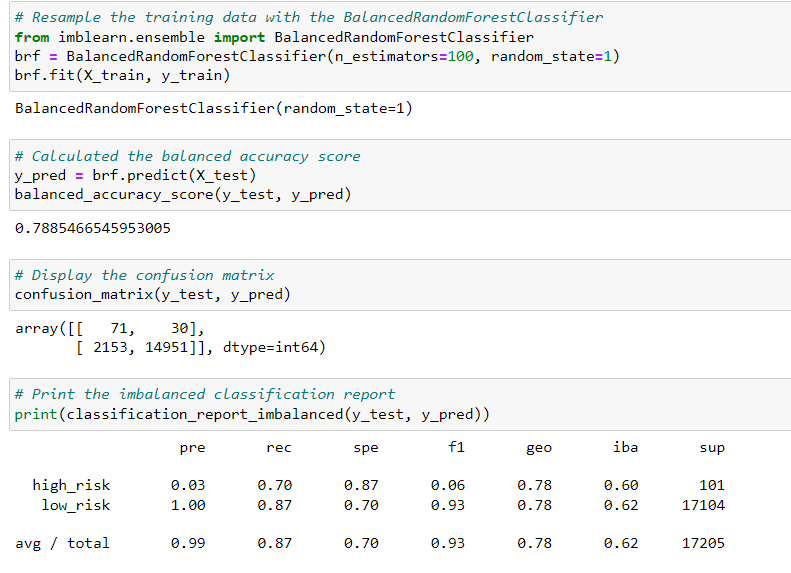 # Resample the training data with the BalancedRandomForestClassifier
from imblearn.ensemble import BalancedRandomForestClassifier
brf = BalancedRandomForestClassifier(n_estimators=100, random_state=1)
brf.fit(X_train, y_train)
BalancedRandomForestClassifier(random_state=1)
# Calculated the balanced accuracy score
y_pred = brf.predict(X_test)
balanced_accuracy_score(y_test, y_pred)
0.7885466545953005
# Display the confusion matrix
confusion_matrix(y_test, y_pred)
array([[   71,    30],
       [ 2153, 14951]], dtype=int64)
# Print the imbalanced classification report
print(classification_report_imbalanced(y_test, y_pred))
                   pre       rec       spe        f1       geo       iba       sup
  high_risk       0.03      0.70      0.87      0.06      0.78      0.60       101
   low_risk       1.00      0.87      0.70      0.93      0.78      0.62     17104
avg / total       0.99      0.87      0.70      0.93      0.78      0.62     17205